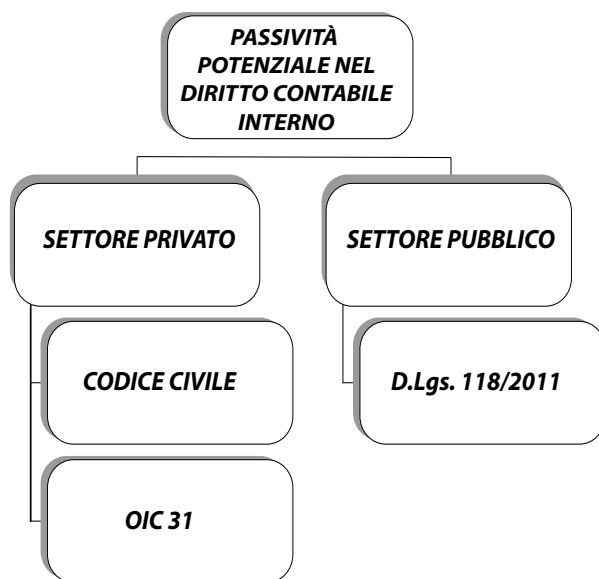 PASSIVITÀ
POTENZIALE NEL
DIRITTO CONTABILE
INTERNO
SETTORE PRIVATO
SETTORE PUBBLICO
CODICE CIVILE
D.Lgs. 118/2011
OIC 31